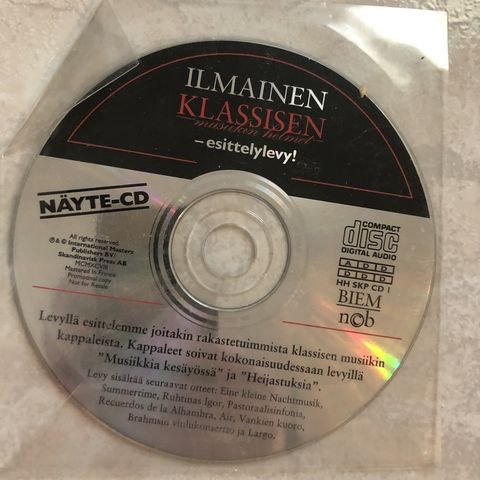 ILMAINEN
KLASSISEN
musiikin helmet
–esittelylevy!
NÄYTE-CD
All rights reserved.
℗ & © International Masters
Publishers BV/
Skandinavisk Press AB
MCMXCVIII
Mastered in France
Promotional copy
Not for Resale
COMPACT
disc
DIGITAL AUDIO
A D D
D D D
HH SKP CD 1
BIEM
n©b
Levyllä esittelemme joitakin rakastetuimmista klassisen musiikin
kappaleista. Kappaleet soivat kokonaisuudessaan levyillä
"Musiikkia kesäyössä" ja "Heijastuksia".
Levy sisältää seuraavat otteet: Eine kleine Nachtmusik,
Summertime, Ruhtinas Igor, Pastoraalisinfonia,
Recuerdos de la Alhambra, Air, Vankien kuoro,
Brahmsin viulukonsertto ja Largo.